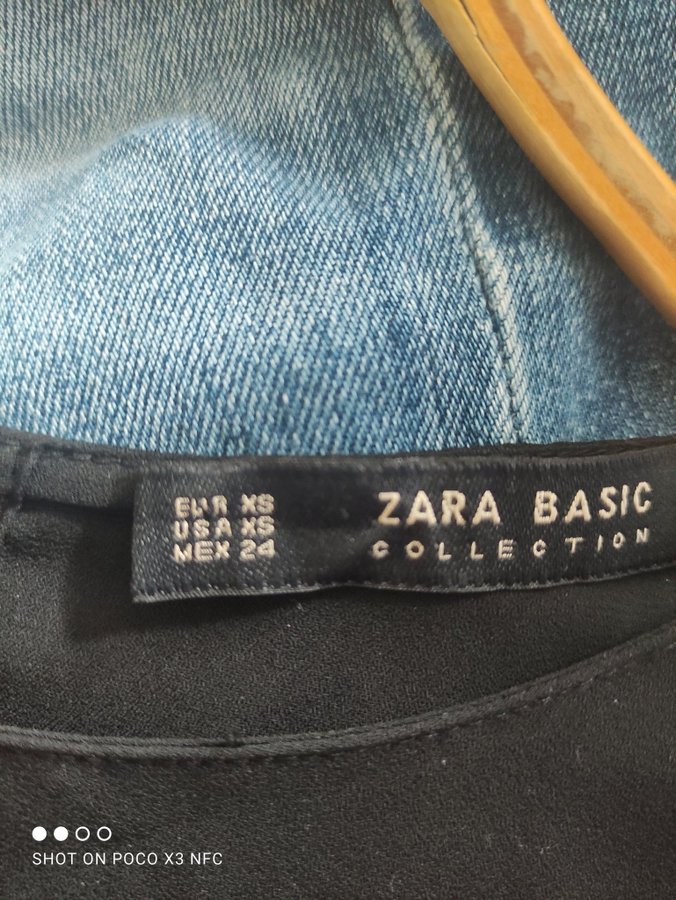 EUR XS
USA XS
MEX 24
ZARA BASIC
COLLECTION
SHOT ON POCO X3 NFC